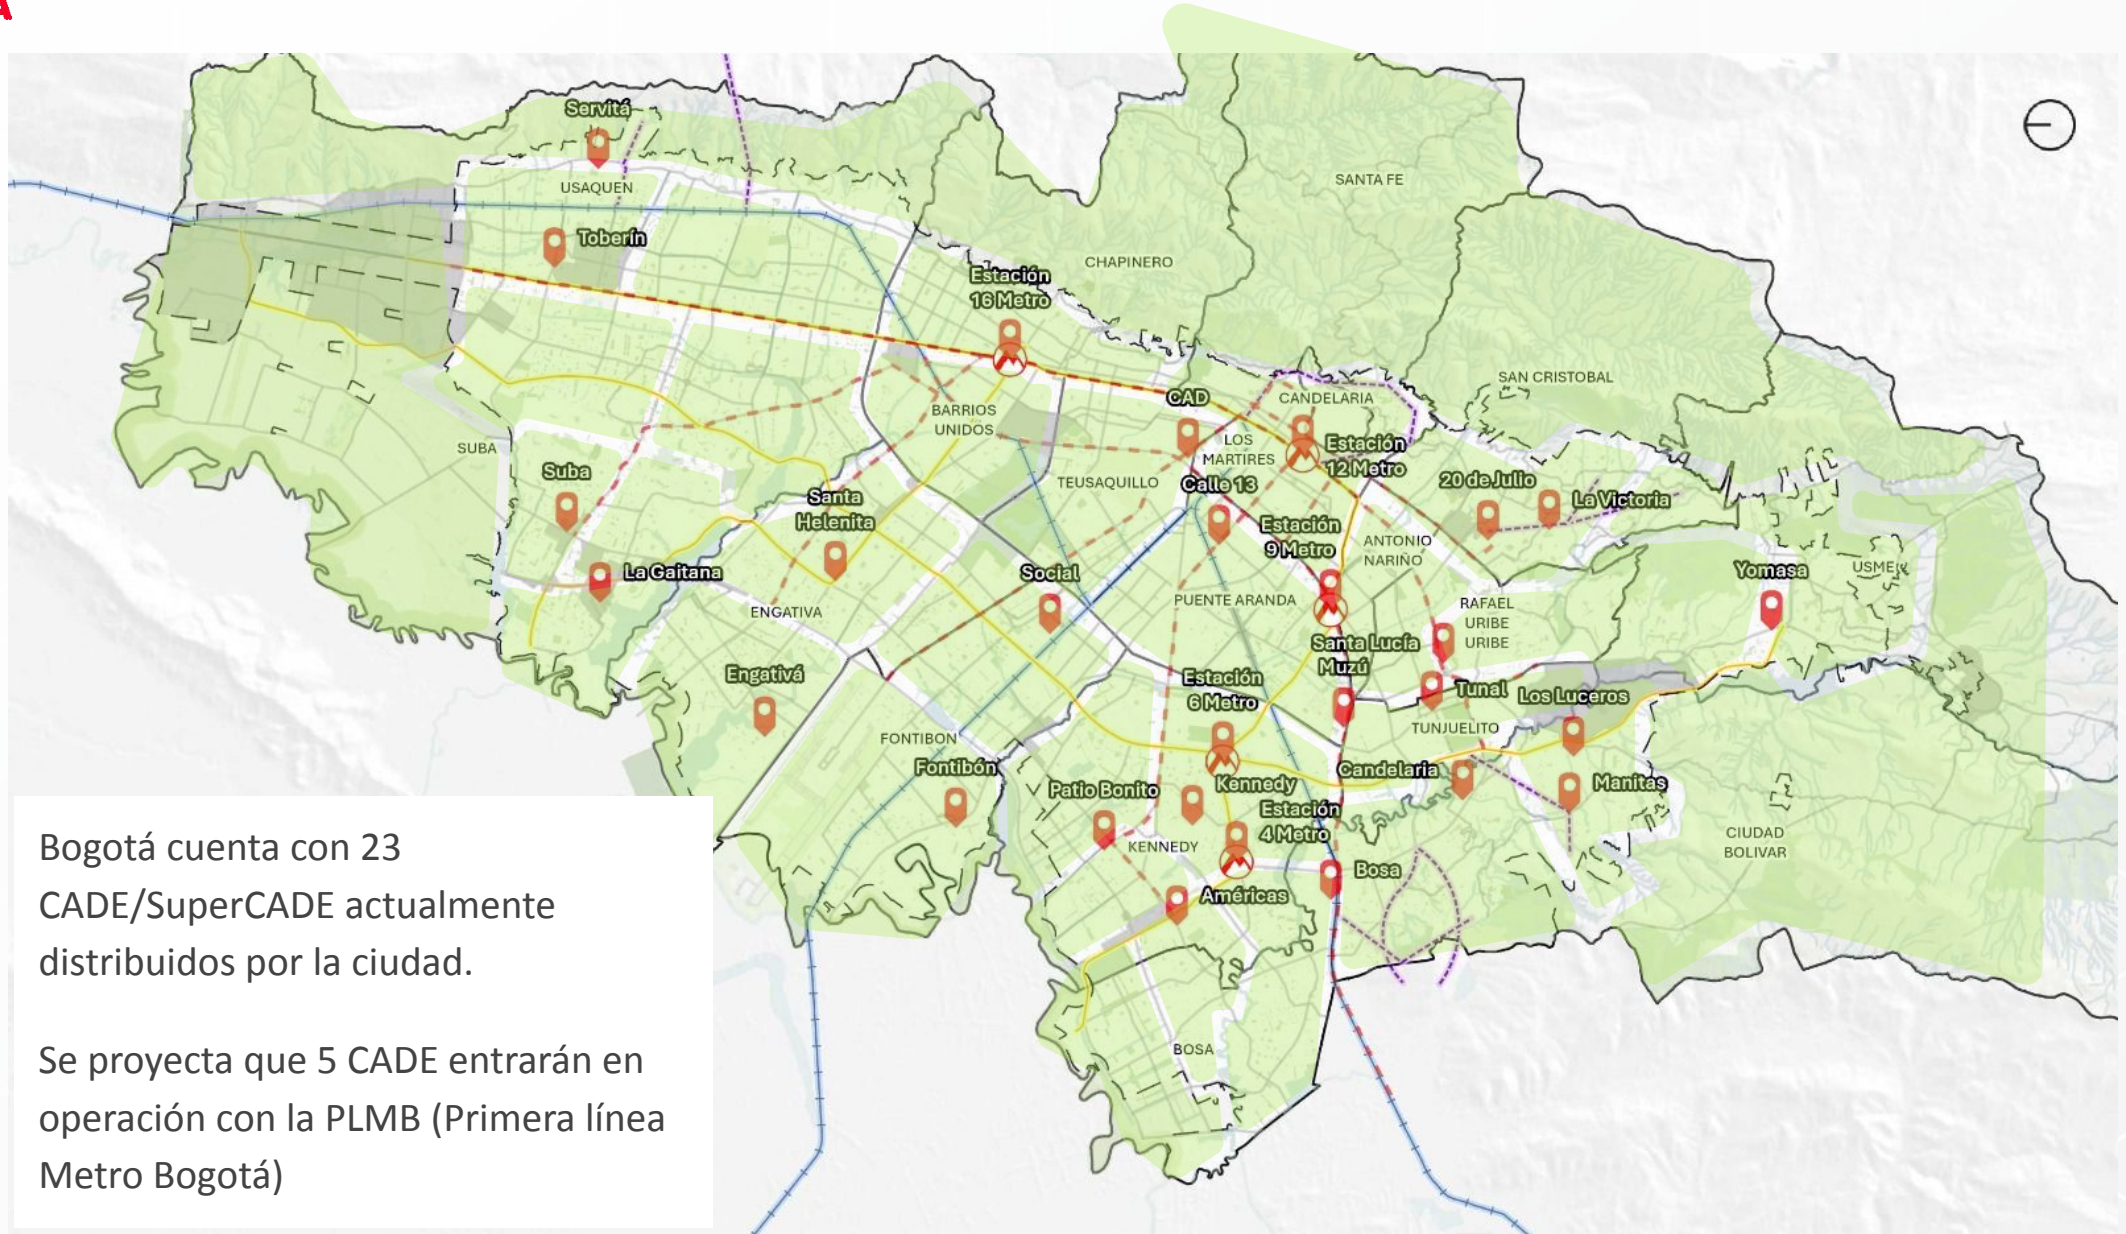 A
Servitá
USAQUEN
Toberín
SANTA FE
CHAPINERO
Estación
16 Metro
SAN CRISTOBAL
CAD
CANDELARIA
BARRIOS
UNIDOS
LOS
MARTIRES
Estación
12 Metro
SUBA
Suba
TEUSAQUILLO
Calle 13
20 de Julio
La Victoria
Santa
Helenita
Estación
9 Metro
ANTONIO
NARIÑO
La Gaitana
Social
Yomasa
USME
ENGATIVA
PUENTE ARANDA
RAFAEL
URIBE
URIBE
Santa Lucía
Muzú
Engativá
Estación
6 Metro
Tunal
Los Luceros
TUNJUELITO
FONTIBON
Fontibón
Candelaria
Manitas
Patio Bonito
Kennedy
Estación
4 Metro
KENNEDY
CIUDAD
BOLIVAR
Bosa
Américas
BOSA
Bogotá cuenta con 23
CADE/SuperCADE actualmente
distribuidos por la ciudad.
Se proyecta que 5 CADE entrarán en
operación con la PLMB (Primera línea
Metro Bogotá)